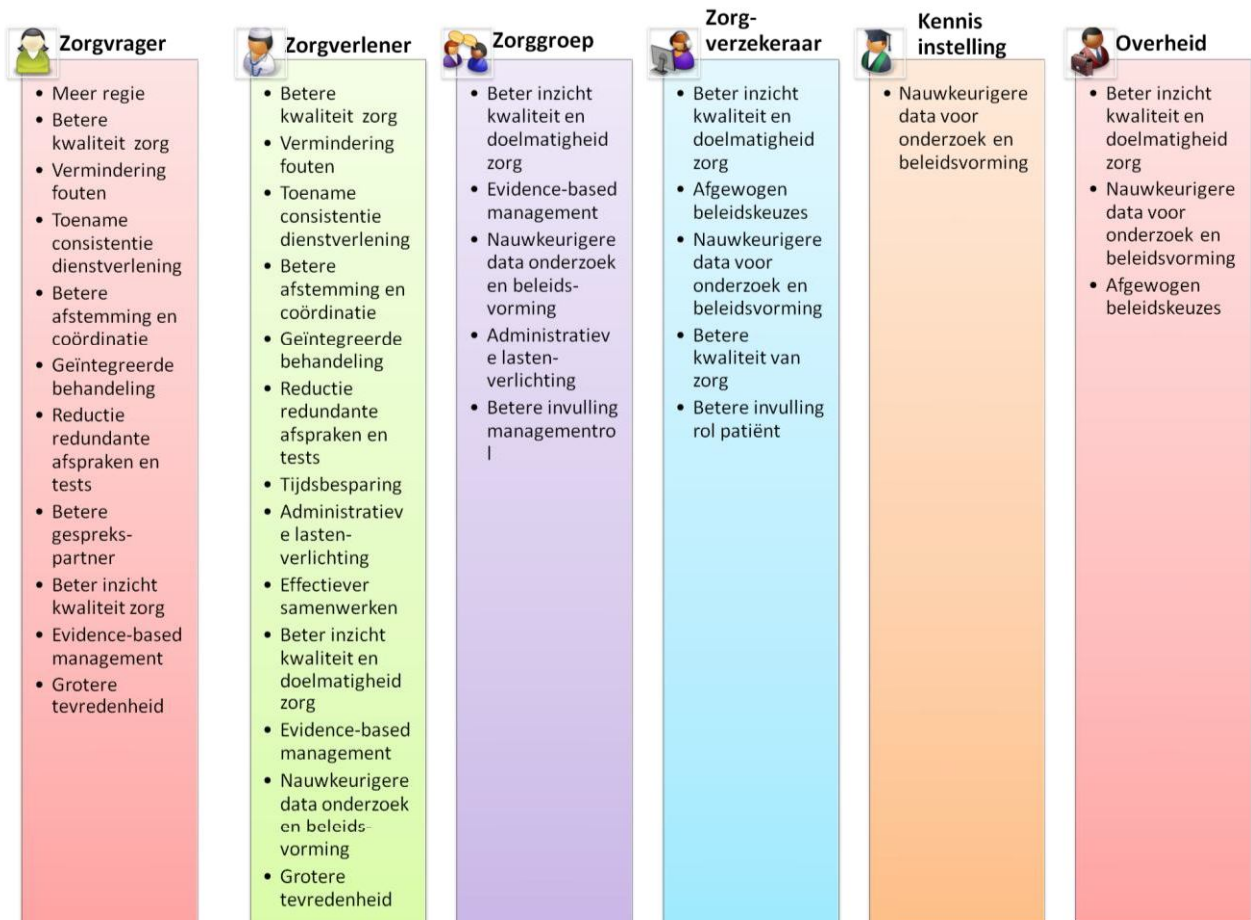 Zorgvrager
• Meer regie
• Betere
kwaliteit zorg
• Vermindering
fouten
• Toename
consistentie
dienstverlening
• Betere
afstemming en
coördinatie
• Geïntegreerde
behandeling
• Reductie
redundante
afspraken en
tests
• Betere
gespreks-
partner
• Beter inzicht
kwaliteit zorg
• Evidence-based
management
• Grotere
tevredenheid
Zorgverlener
• Betere
kwaliteit zorg
• Vermindering
fouten
• Toename
consistentie
dienstverlening
• Betere
afstemming en
coördinatie
• Geïntegreerde
behandeling
• Reductie
redundante
afspraken en
tests
• Tijdsbesparing
• Administratiev
e lasten-
verlichting
• Effectiever
samenwerken
• Beter inzicht
kwaliteit en
doelmatigheid
zorg
• Evidence-based
management
• Nauwkeurigere
data onderzoek
en beleids-
vorming
• Grotere
tevredenheid
Zorggroep
• Beter inzicht
kwaliteit en
doelmatigheid
zorg
• Evidence-based
management
• Nauwkeurigere
data onderzoek
en beleids-
vorming
• Administratiev
e lasten-
verlichting
• Betere invulling
managementro
l
Zorg-
verzekeraar
• Beter inzicht
kwaliteit en
doelmatigheid
zorg
• Afgewogen
beleidskeuzes
• Nauwkeurigere
data voor
onderzoek en
beleidsvorming
• Betere
kwaliteit van
zorg
• Betere invulling
rol patiënt
Kennis
instelling
• Nauwkeurigere
data voor
onderzoek en
beleidsvorming
Overheid
• Beter inzicht
kwaliteit en
doelmatigheid
zorg
• Nauwkeurigere
data voor
onderzoek en
beleidsvorming
• Afgewogen
beleidskeuzes